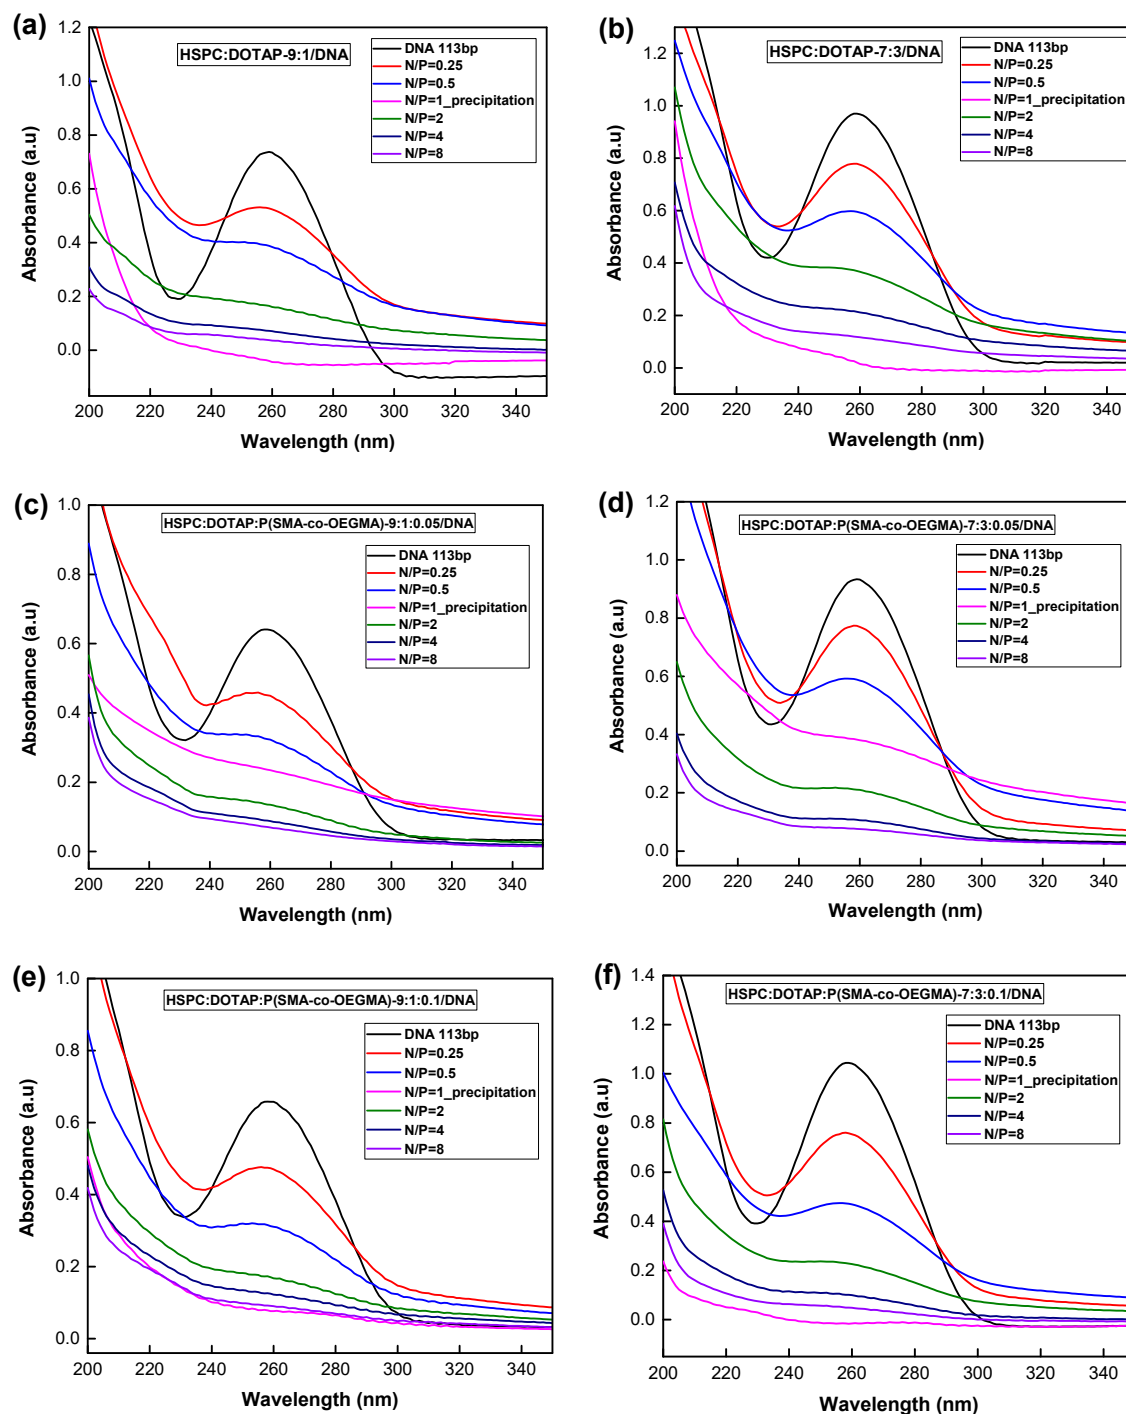 (a)
HSPC:DOTAP-9:1/DNA
DNA 113bp
N/P=0.25
N/P=0.5
N/P=1_precipitation
N/P=2
N/P=4
N/P=8
1.2
1.0
0.8
0.6
0.4
0.2
0.0
Absorbance (a.u)
200 220 240 260 280 300 320 340
Wavelength (nm)
(b)
HSPC:DOTAP-7:3/DNA
DNA 113bp
N/P=0.25
N/P=0.5
N/P=1_precipitation
N/P=2
N/P=4
N/P=8
1.2
1.0
0.8
0.6
0.4
0.2
0.0
Absorbance (a.u)
200 220 240 260 280 300 320 340
Wavelength (nm)
(c)
HSPC:DOTAP:P(SMA-co-OEGMA)-9:1:0.05/DNA
DNA 113bp
N/P=0.25
N/P=0.5
N/P=1_precipitation
N/P=2
N/P=4
N/P=8
1.0
0.8
0.6
0.4
0.2
0.0
Absorbance (a.u)
200 220 240 260 280 300 320 340
Wavelength (nm)
(d)
HSPC:DOTAP:P(SMA-co-OEGMA)-7:3:0.05/DNA
DNA 113bp
N/P=0.25
N/P=0.5
N/P=1_precipitation
N/P=2
N/P=4
N/P=8
1.2
1.0
0.8
0.6
0.4
0.2
0.0
Absorbance (a.u)
200 220 240 260 280 300 320 340
Wavelength (nm)
(e)
HSPC:DOTAP:P(SMA-co-OEGMA)-9:1:0.1/DNA
DNA 113bp
N/P=0.25
N/P=0.5
N/P=1_precipitation
N/P=2
N/P=4
N/P=8
1.0
0.8
0.6
0.4
0.2
0.0
Absorbance (a.u)
200 220 240 260 280 300 320 340
Wavelength (nm)
(f)
HSPC:DOTAP:P(SMA-co-OEGMA)-7:3:0.1/DNA
DNA 113bp
N/P=0.25
N/P=0.5
N/P=1_precipitation
N/P=2
N/P=4
N/P=8
1.4
1.2
1.0
0.8
0.6
0.4
0.2
0.0
Absorbance (a.u)
200 220 240 260 280 300 320 340
Wavelength (nm)